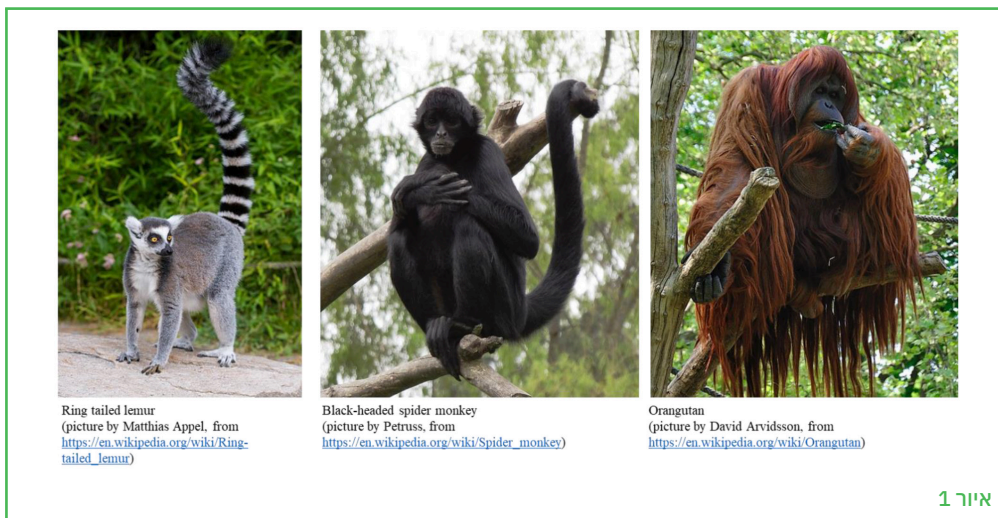 Ring tailed lemur
(picture by Matthias Appel, from
https://en.wikipedia.org/wiki/Ring-
tailed_lemur)
Black-headed spider monkey
(picture by Petruss, from
https://en.wikipedia.org/wiki/Spider_monkey)
Orangutan
(picture by David Arvidsson, from
https://en.wikipedia.org/wiki/Orangutan)
איור 1